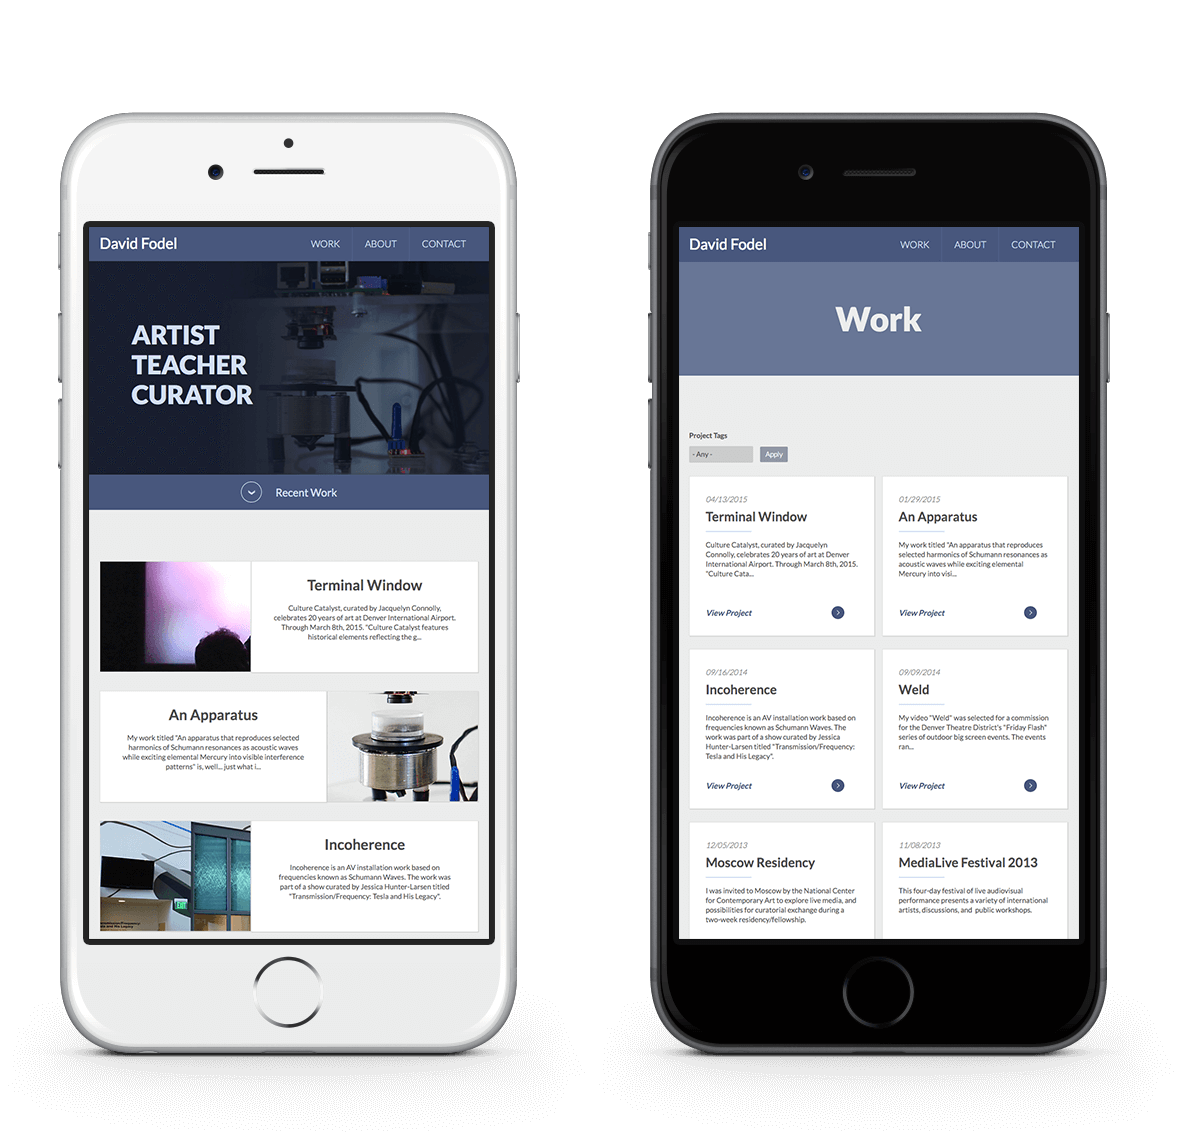 David Fodel
WORK
ABOUT
CONTACT
ARTIST
TEACHER
CURATOR
Recent Work
Terminal Window
Culture Catalyst, curated by Jacquelyn Connolly,
celebrates 20 years of art at Denver International Airport.
Through March 8th, 2015. "Culture Catalyst features
historical elements reflecting the g...
An Apparatus
My work titled "An apparatus that reproduces selected
harmonics of Schumann resonances as acoustic waves
while exciting elemental Mercury into visible interference
patterns" is, well... just what i...
Incoherence
Incoherence is an AV installation work based on
frequencies known as Schumann Waves. The work was
part of a show curated by Jessica Hunter-Larsen titled
"Transmission/Frequency: Tesla and His Legacy".
David Fodel
WORK
ABOUT
CONTACT
Work
Project Tags
- Any -
Apply
04/13/2015
Terminal Window
Culture Catalyst, curated by Jacquelyn
Connolly, celebrates 20 years of art at Denver
International Airport. Through March 8th, 2015.
"Culture Cata...
View Project
01/29/2015
An Apparatus
My work titled "An apparatus that reproduces
selected harmonics of Schumann resonances as
acoustic waves while exciting elemental
Mercury into visi...
View Project
09/16/2014
Incoherence
Incoherence is an AV installation work based on
frequencies known as Schumann Waves. The
work was part of a show curated by Jessica
Hunter-Larsen titled "Transmission/Frequency:
Tesla and His Legacy".
View Project
09/09/2014
Weld
My video "Weld" was selected for a commission
for the Denver Theatre District's "Friday Flash"
series of outdoor big screen events. The events
ran...
View Project
12/05/2013
Moscow Residency
I was invited to Moscow by the National Center
for Contemporary Art to explore live media, and
possibilities for curatorial exchange during a
two-week residency/fellowship.
11/08/2013
MediaLive Festival 2013
This four-day festival of live audiovisual
performance presents a variety of international
artists, discussions, and public workshops.